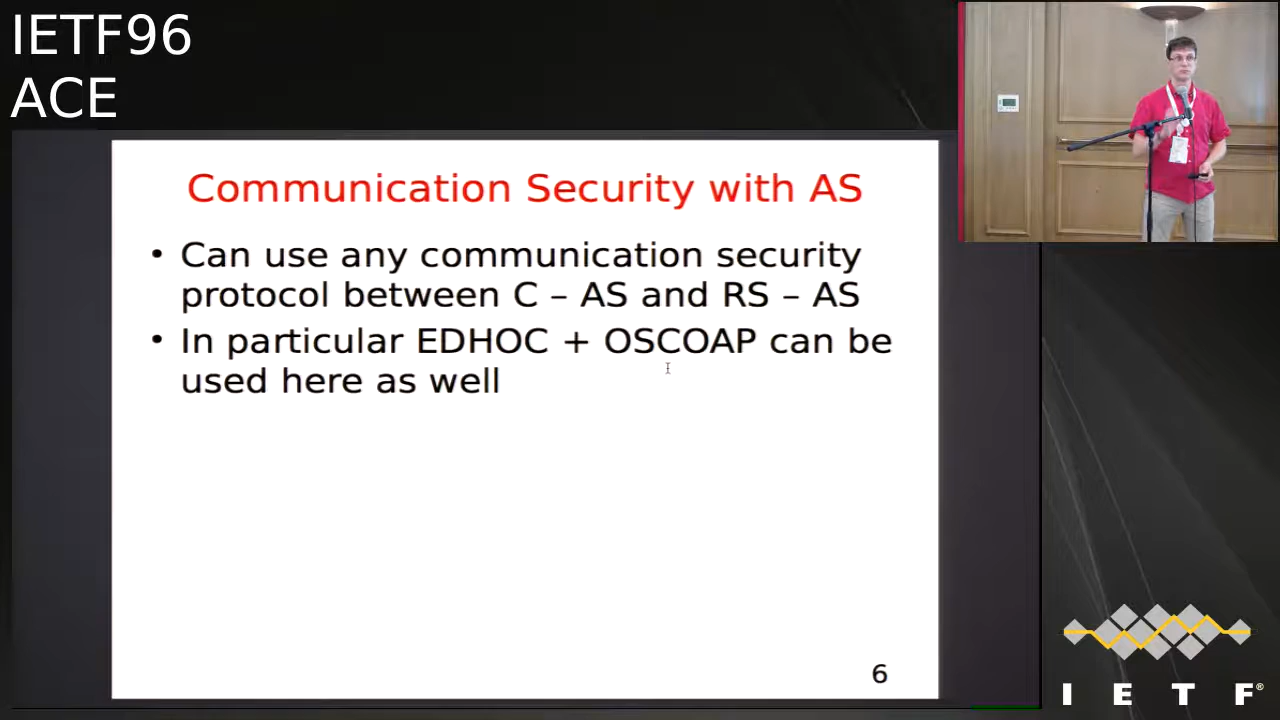 IETF96
ACE
Communication Security with AS
• Can use any communication security
protocol between C – AS and RS – AS
• In particular EDHOC + OSCOAP can be
used here as well
6
I E T F®